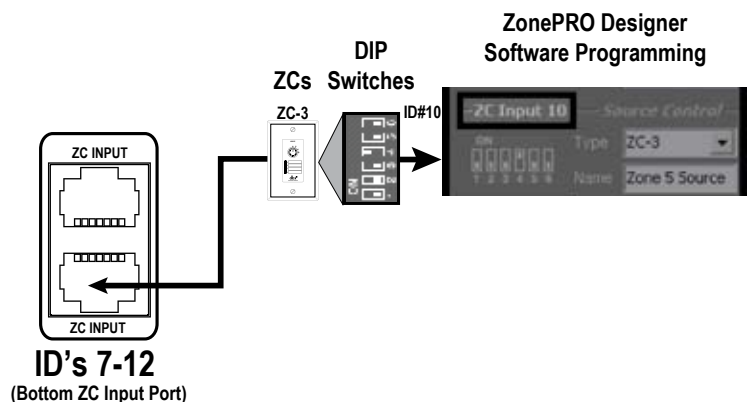 ZonePRO Designer
Software Programming
DIP
Switches
ZCs
ZC-3
ID#10
ZC Input 10
Source Control
ON
1 2 3 4 5 6
Type
ZC-3
Name
Zone 5 Source
ON
ZC INPUT
ZC INPUT
ID's 7-12
(Bottom ZC Input Port)